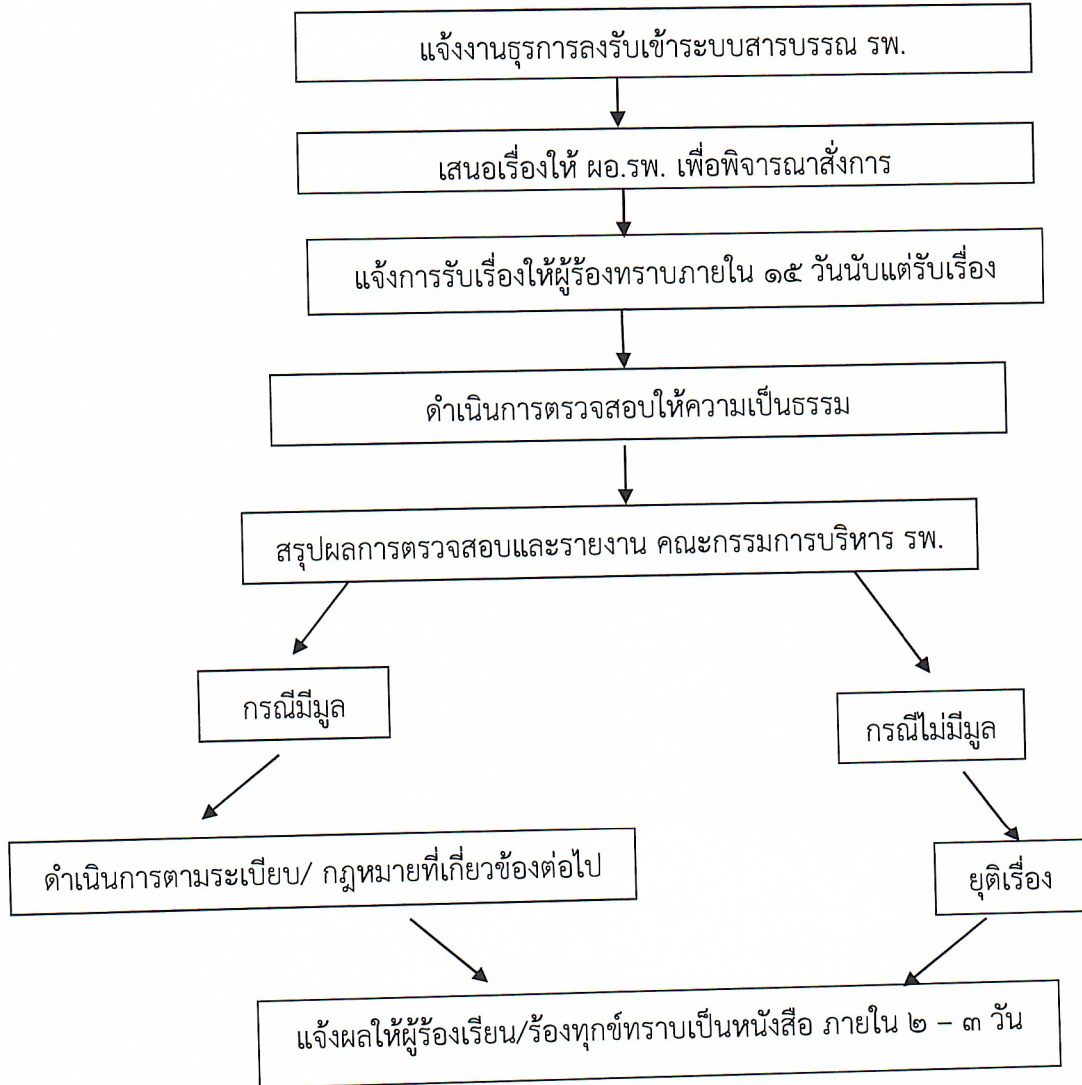 แจ้งงานธุรการลงรับเข้าระบบสารบรรณ รพ.
เสนอเรื่องให้ ผอ.รพ. เพื่อพิจารณาสั่งการ
แจ้งการรับเรื่องให้ผู้ร้องทราบภายใน ๑๕ วันนับแต่รับเรื่อง
ดำเนินการตรวจสอบให้ความเป็นธรรม
สรุปผลการตรวจสอบและรายงาน คณะกรรมการบริหาร รพ.
กรณีมีมูล
กรณีไม่มีมูล
ดำเนินการตามระเบียบ/ กฎหมายที่เกี่ยวข้องต่อไป
ยุติเรื่อง
แจ้งผลให้ผู้ร้องเรียน/ร้องทุกข์ทราบเป็นหนังสือ ภายใน ๒ – ๓ วัน